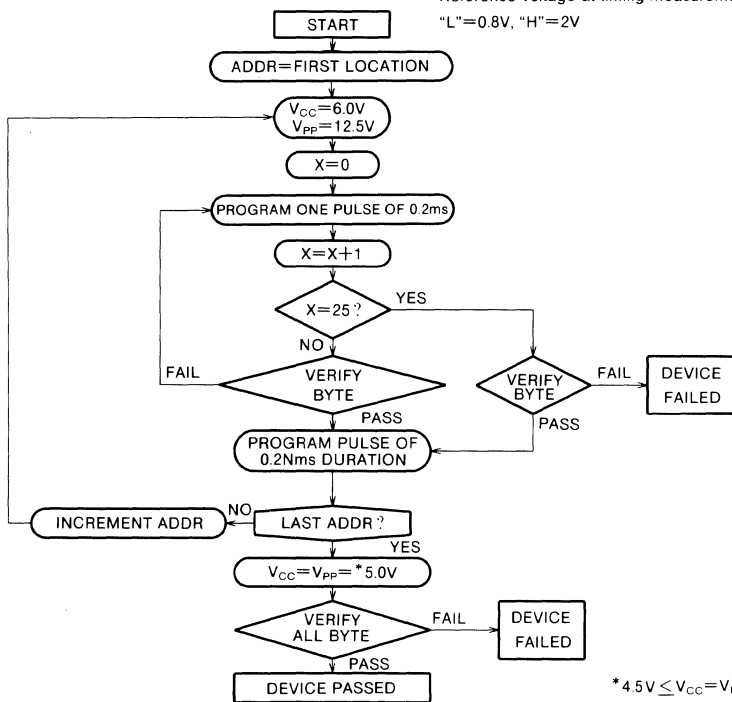 Reference voltage at timing
"L"=0.8V, "H"=2V
START
ADDR=FIRST LOCATION
VCC=6.0V
VPP=12.5V
X=0
PROGRAM ONE PULSE OF 0.2ms
X=X+1
X=25?
YES
NO
FAIL
VERIFY
BYTE
PASS
VERIFY
BYTE
FAIL
PASS
DEVICE
FAILED
PROGRAM PULSE OF
0.2Nms DURATION
LAST ADDR?
NO
INCREMENT ADDR
YES
VCC=VPP=*5.0V
VERIFY
ALL BYTE
FAIL
DEVICE
FAILED
PASS
DEVICE PASSED
*4.5V≤VCC=